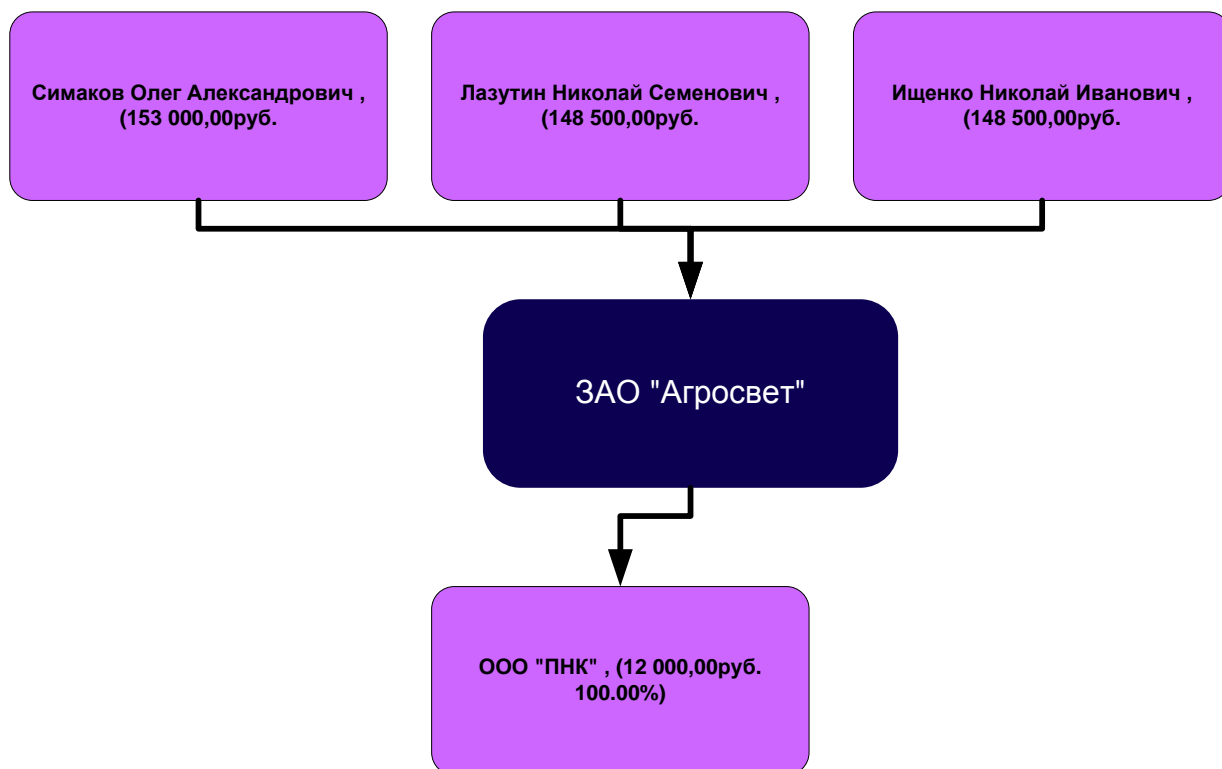 Симаков Олег Александрович ,
(153 000,00руб.
Лазутин Николай Семенович ,
(148 500,00руб.
Ищенко Николай Иванович ,
(148 500,00руб.
ЗАО "Агросвет"
ООО "ПНК" , (12 000,00руб.
100.00%)